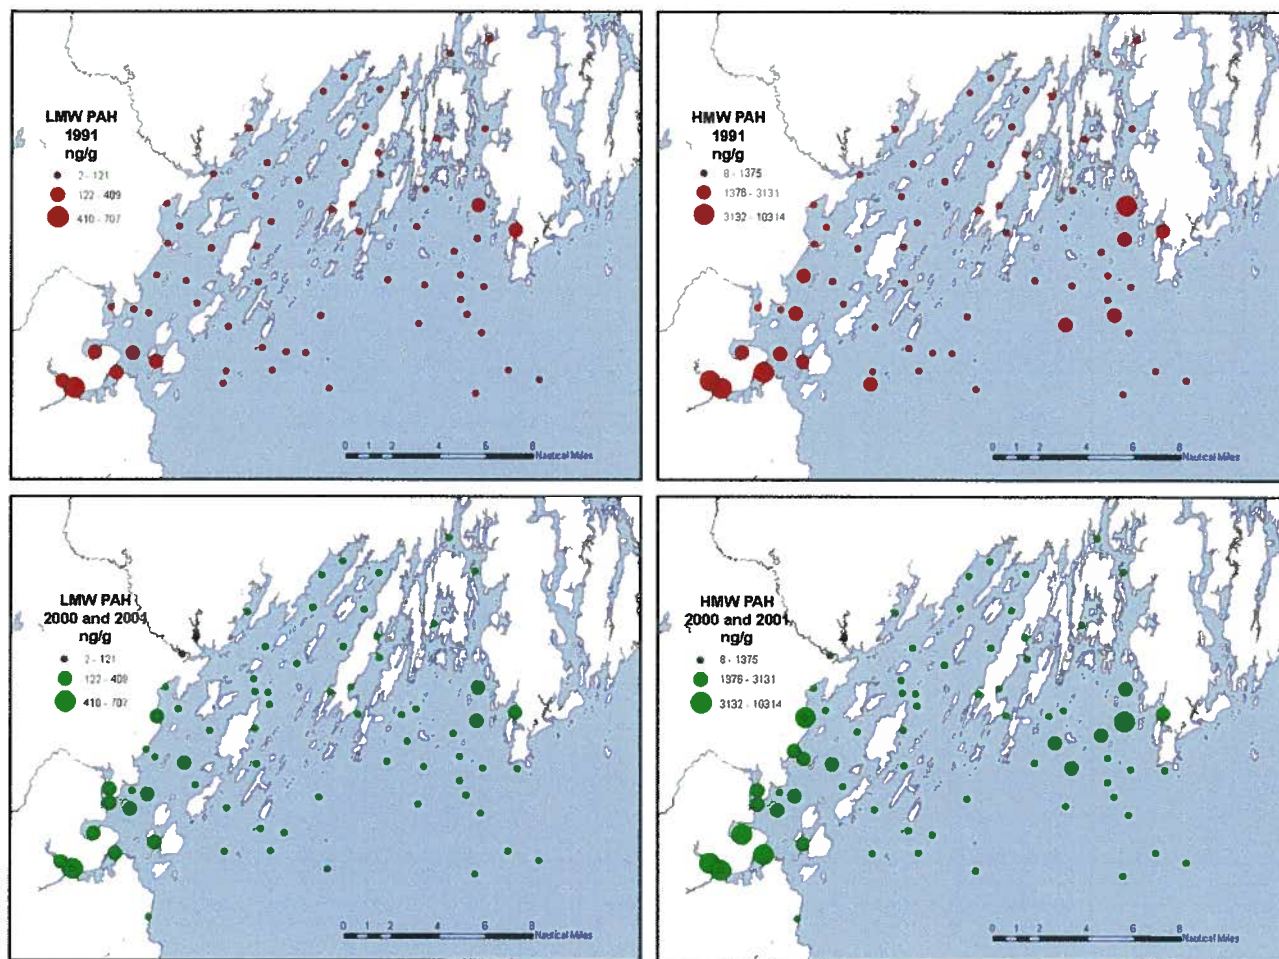 LMW PAH
1991
ng/g
2 - 121
122 - 409
410 - 707
0 1 2 4 6 8
Nautical Miles
HMW PAH
1991
ng/g
8 - 1375
1376 - 3131
3132 - 10314
0 1 2 4 6 8
Nautical Miles
LMW PAH
2000 and 2001
ng/g
2 - 121
122 - 409
410 - 707
0 1 2 4 6 8
Nautical Miles
HMW PAH
2000 and 2001
ng/g
8 - 1375
1376 - 3131
3132 - 10314
0 1 2 4 6 8
Nautical Miles